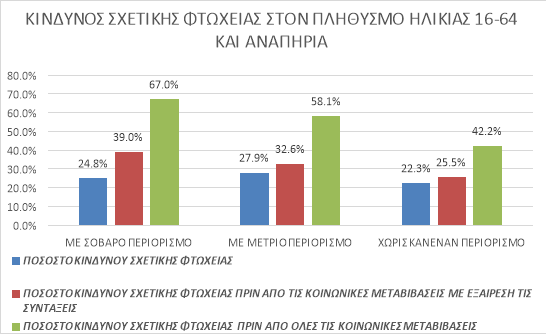 ΚΙΝΔΥΝΟΣ ΣΧΕΤΙΚΗΣ ΦΤΩΧΕΙΑΣ ΣΤΟΝ ΠΛΗΘΥΣΜΟ ΗΛΙΚΙΑΣ 16-64
ΚΑΙ ΑΝΑΠΗΡΙΑ
80.0%
70.0%
60.0%
50.0%
40.0%
30.0%
20.0%
10.0%
0.0%
24.8%
39.0%
67.0%
27.9%
32.6%
58.1%
22.3%
25.5%
42.2%
ΜΕ ΣΟΒΑΡΟ ΠΕΡΙΟΡΙΣΜΟ
ΜΕ ΜΕΤΡΙΟ ΠΕΡΙΟΡΙΣΜΟ
ΧΩΡΙΣ ΚΑΝΕΝΑΝ ΠΕΡΙΟΡΙΣΜΟ
ΠΟΣΟΣΤΟ ΚΙΝΔΥΝΟΥ ΣΧΕΤΙΚΗΣ ΦΤΩΧΕΙΑΣ
ΠΟΣΟΣΤΟ ΚΙΝΔΥΝΟΥ ΣΧΕΤΙΚΗΣ ΦΤΩΧΕΙΑΣ ΠΡΙΝ ΑΠΟ ΤΙΣ ΚΟΙΝΩΝΙΚΕΣ ΜΕΤΑΒΙΒΑΣΕΙΣ ΜΕ ΕΞΑΙΡΕΣΗ ΤΙΣ
ΣΥΝΤΑΞΕΙΣ
ΠΟΣΟΣΤΟ ΚΙΝΔΥΝΟΥ ΣΧΕΤΙΚΗΣ ΦΤΩΧΕΙΑΣ ΠΡΙΝ ΑΠΟ ΟΛΕΣ ΤΙΣ ΚΟΙΝΩΝΙΚΕΣ ΜΕΤΑΒΙΒΑΣΕΙΣ